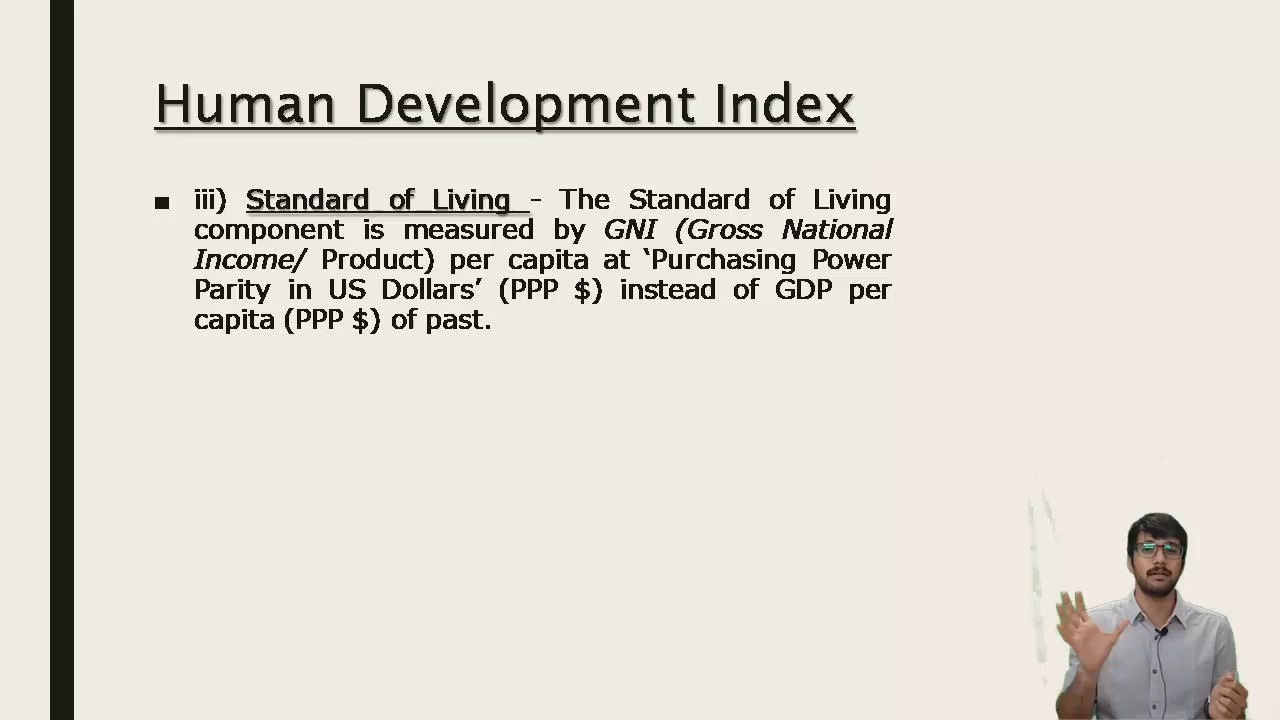 Human Development Index
■ iii) Standard of Living - The Standard of Living
component is measured by GNI (Gross National
Income/ Product) per capita at ‘Purchasing Power
Parity in US Dollars’ (PPP $) instead of GDP per
capita (PPP $) of past.